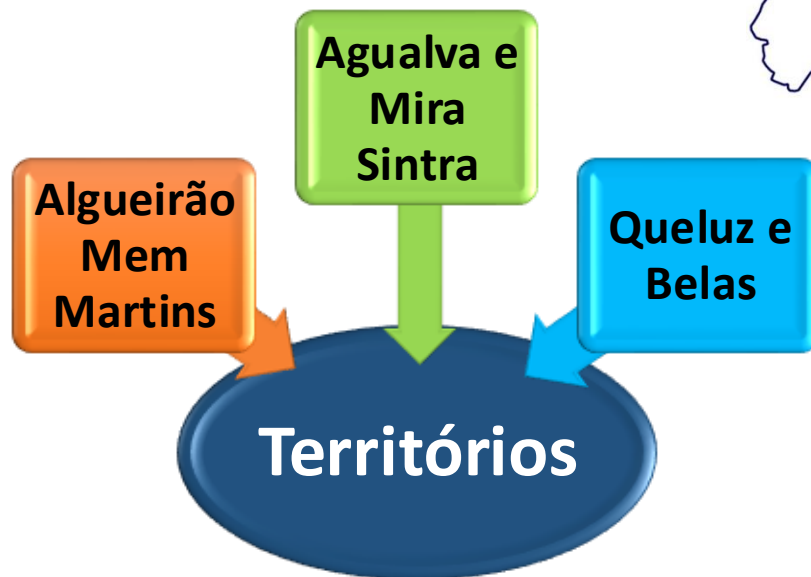 Agualva e
Mira
Sintra
Algueirão
Mem
Martins
Queluz e
Belas
Territórios